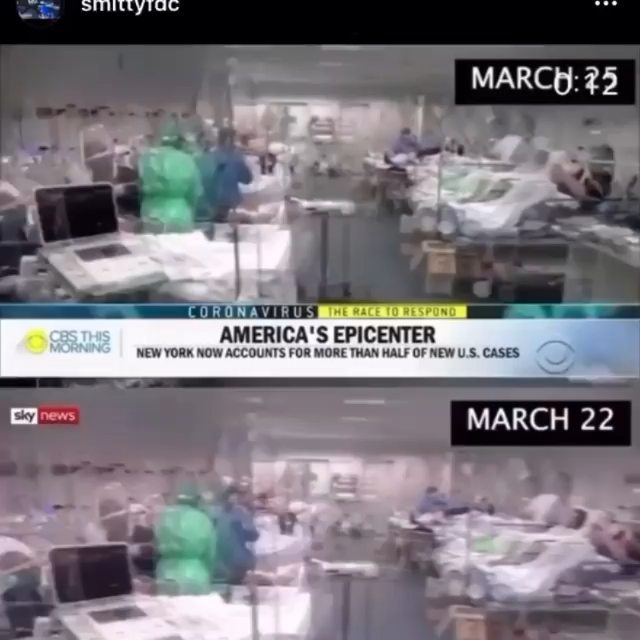 smittyfdc
MARCH 25
0:12
CORONAVIRUS THE RACE TO RESPOND
CBS THIS
MORNING
AMERICA'S EPICENTER
NEW YORK NOW ACCOUNTS FOR MORE THAN HALF OF NEW U.S. CASES
sky news
MARCH 22